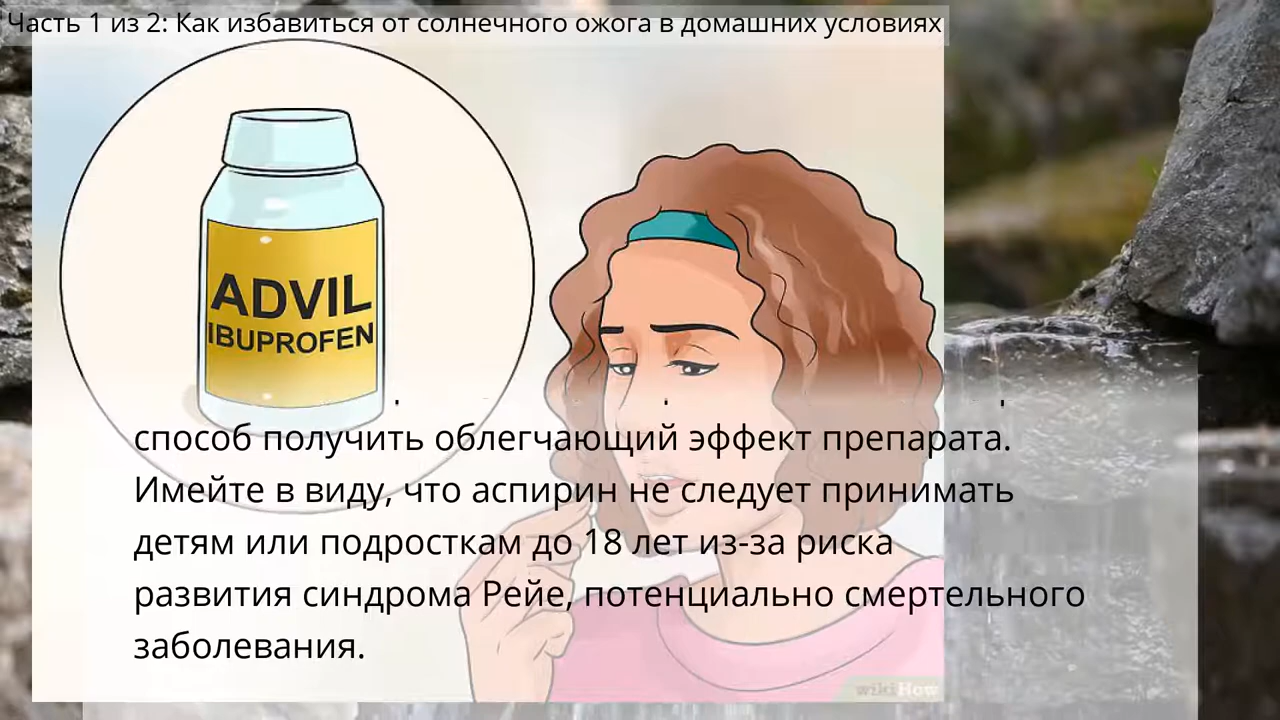 Часть 1 из 2: Как избавиться от солнечного ожога в домашних условиях
ADVIL
IBUPROFEN
способ получить облегчающий эффект препарата.
Имейте в виду, что аспирин не следует принимать
детям или подросткам до 18 лет из-за риска
развития синдрома Рейе, потенциально смертельного
заболевания.
wikiHow